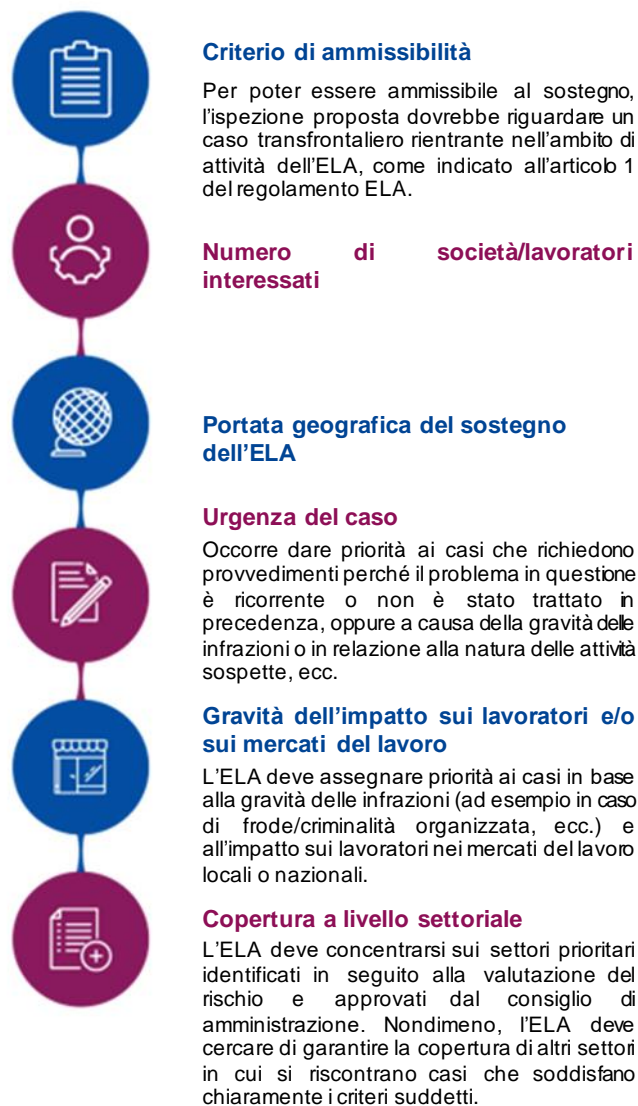 Criterio di ammissibilità
Per poter essere ammissibile al sostegno,
l'ispezione proposta dovrebbe riguardare un
caso transfrontaliero rientrante nell'ambito di
attività dell'ELA, come indicato all'articolo 1
del regolamento ELA.
Numero di società/lavoratori
interessati
Portata geografica del sostegno
dell'ELA
Urgenza del caso
Occorre dare priorità ai casi che richiedono
provvedimenti perché il problema in questione
è ricorrente o non è stato trattato in
precedenza, oppure a causa della gravità delle
infrazioni o in relazione alla natura delle attività
sospette, ecc.
Gravità dell'impatto sui lavoratori e/o
sui mercati del lavoro
L'ELA deve assegnare priorità ai casi in base
alla gravità delle infrazioni (ad esempio in caso
di frode/criminalità organizzata, ecc.) e
all'impatto sui lavoratori nei mercati del lavoro
locali o nazionali.
Copertura a livello settoriale
L'ELA deve concentrarsi sui settori prioritari
identificati in seguito alla valutazione del
rischio e approvati dal consiglio di
amministrazione. Nondimeno, l'ELA deve
cercare di garantire la copertura di altri settori
in cui si riscontrano casi che soddisfano
chiaramente i criteri suddetti.